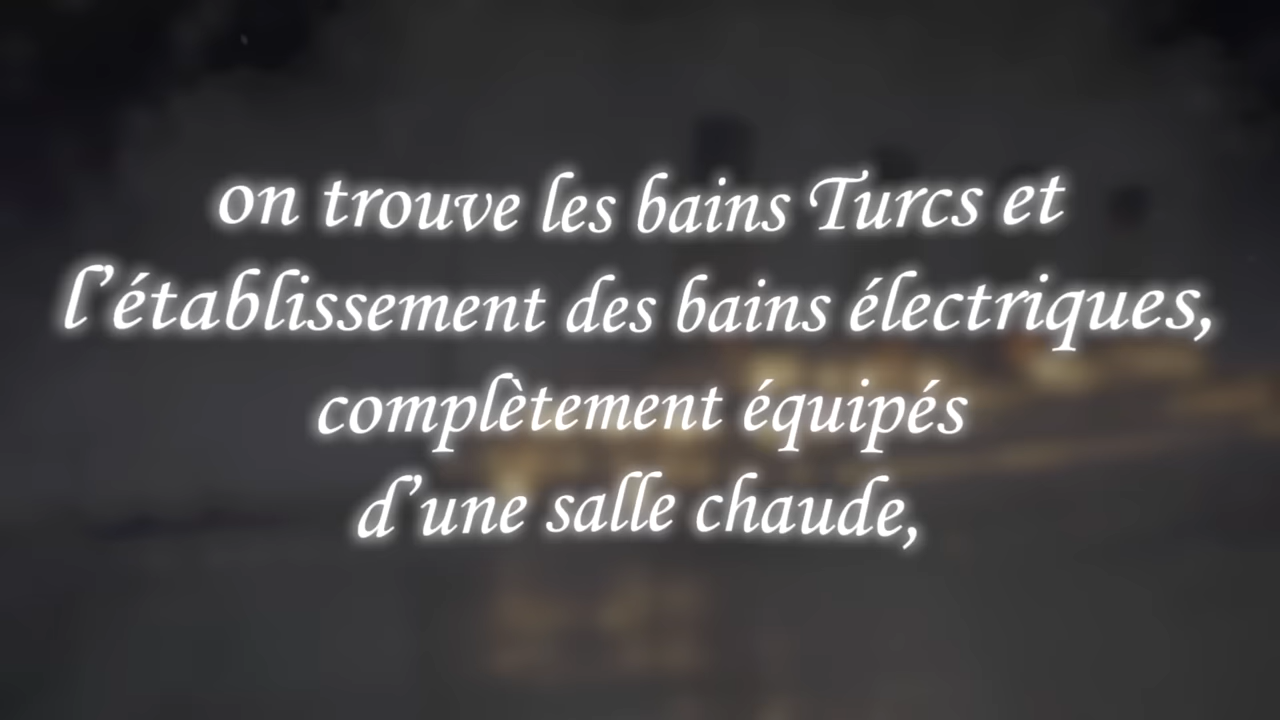 on trouve les bains Turcs et
l’établissement des bains électriques,
complètement équipés
d’une salle chaude,